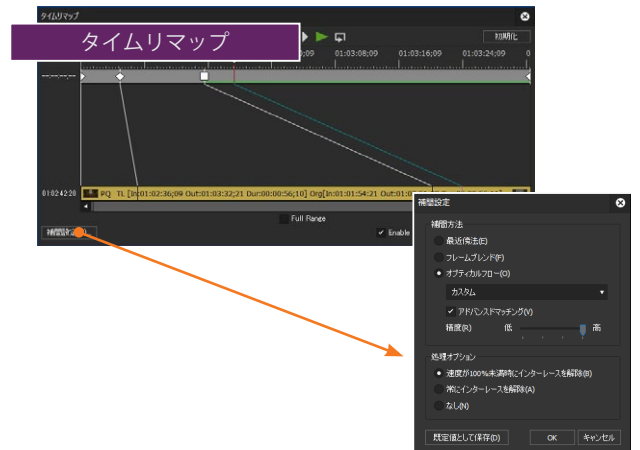 タイムリマップ
タイムリマップ
初期化
;09 01:03:08;09 01:03:16;09 01:03:24;09 0
--;--;--;--
01:02:42:20 PQ TL [In:01:02:36;09 Out:01:03:32;21 Dur:00:00:56;10] Org[In:01:01:54:21 Out:01:0
Full Range
補間設定
Enable
補間設定
補間方法
最近傍法(E)
フレームブレンド(F)
オプティカルフロー(O)
カスタム
アドバンスドマッチング(V)
精度(R) 低 高
処理オプション
速度が100%未満時にインターレースを解除(B)
常にインターレースを解除(A)
なし(N)
既定値として保存(D) OK キャンセル